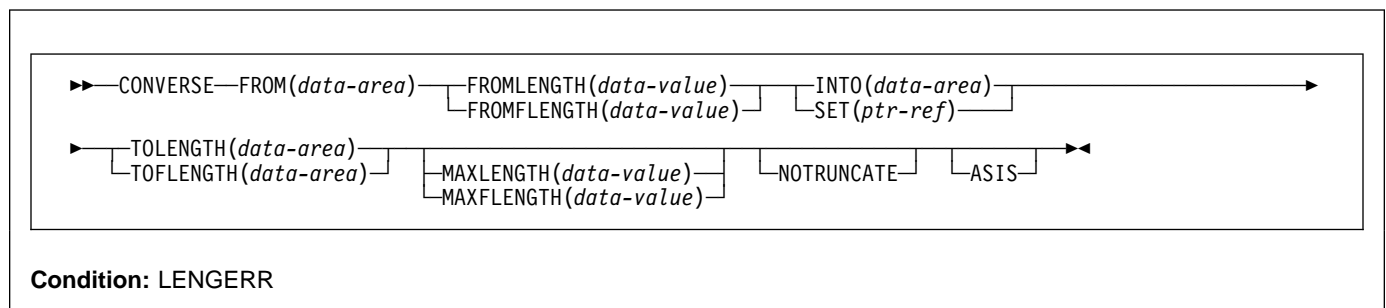 CONVERSE FROM(data-area) FROMLENGTH(data-value) INTO(data-area)
FROMFLENGTH(data-value) SET(ptr-ref)
TOLENGTH(data-area)
TOFLENGTH(data-area) MAXLENGTH(data-value) NOTRUNCATE ASIS
MAXFLENGTH(data-value)
Condition: LENGERR